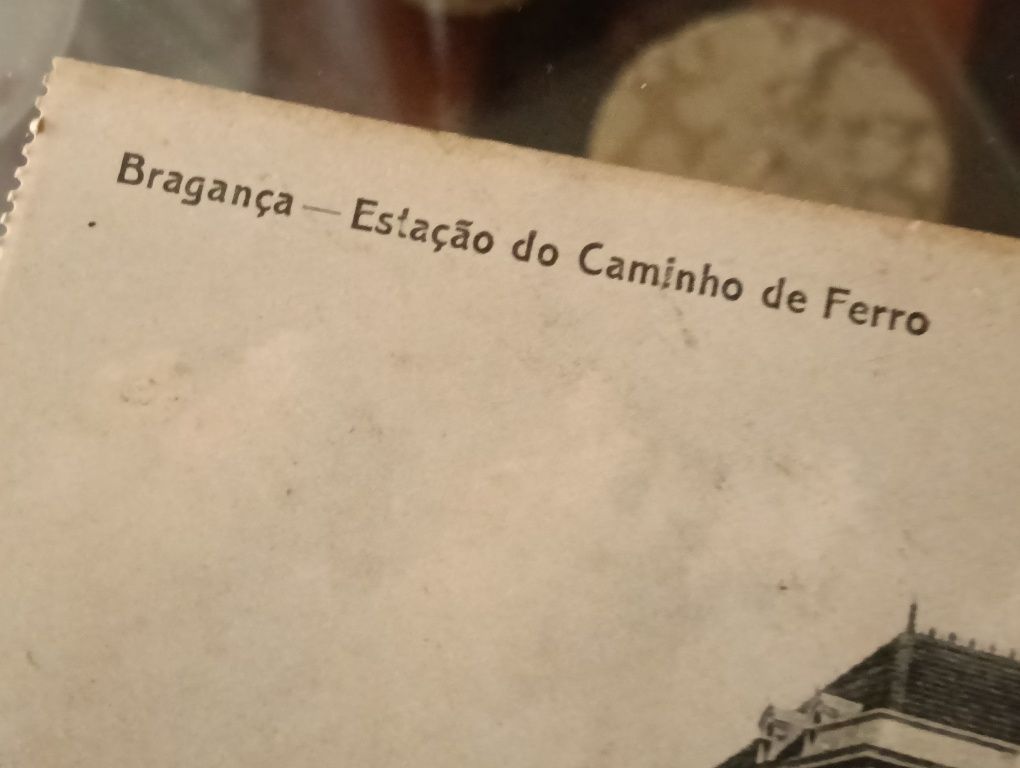 Bragança — Estação do Caminho de Ferro